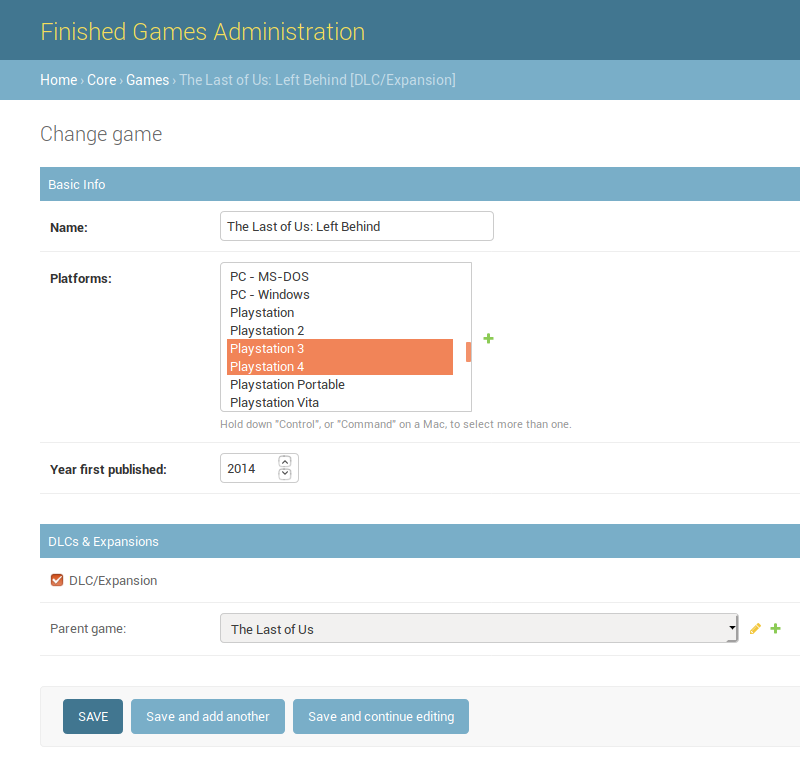 Finished Games Administration
Home › Core › Games › The Last of Us: Left Behind [DLC/Expansion]
Change game
Basic Info
Name: The Last of Us: Left Behind
Platforms:
PC - MS-DOS
PC - Windows
Playstation
Playstation 2
Playstation 3
Playstation 4
Playstation Portable
Playstation Vita
Hold down "Control", or "Command" on a Mac, to select more than one.
Year first published: 2014
DLCs & Expansions
DLC/Expansion
Parent game: The Last of Us
SAVE Save and add another Save and continue editing